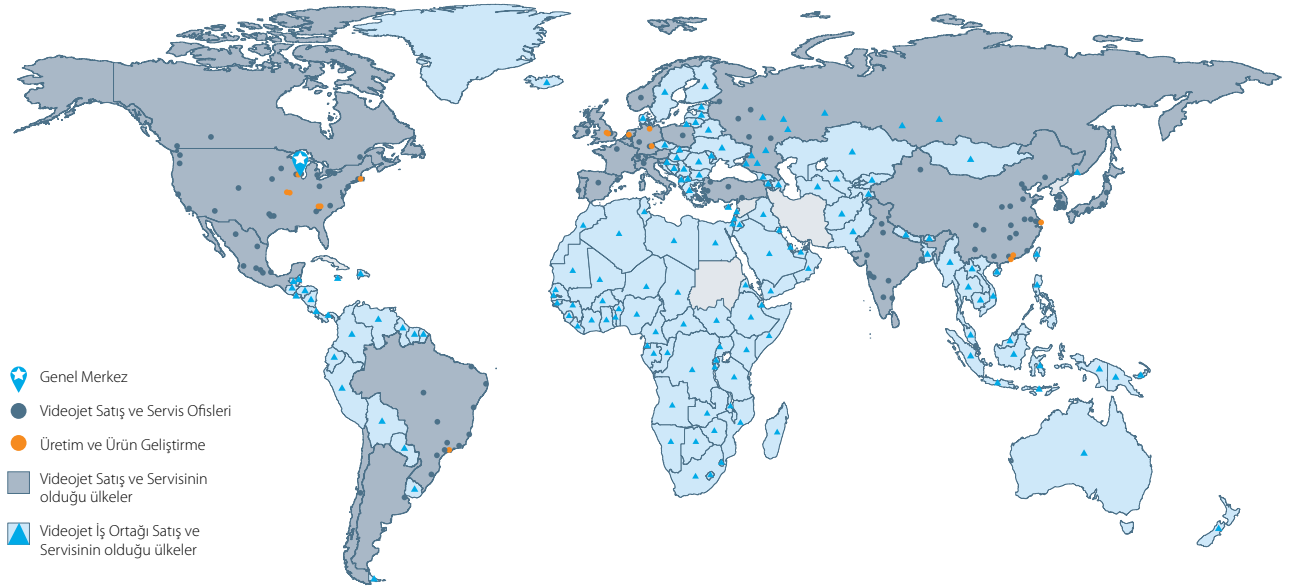 Genel Merkez
Videojet Satış ve Servis Ofisleri
Üretim ve Ürün Geliştirme
Videojet Satış ve Servisinin
olduğu ülkeler
Videojet İş Ortağı Satış ve
Servisinin olduğu ülkeler